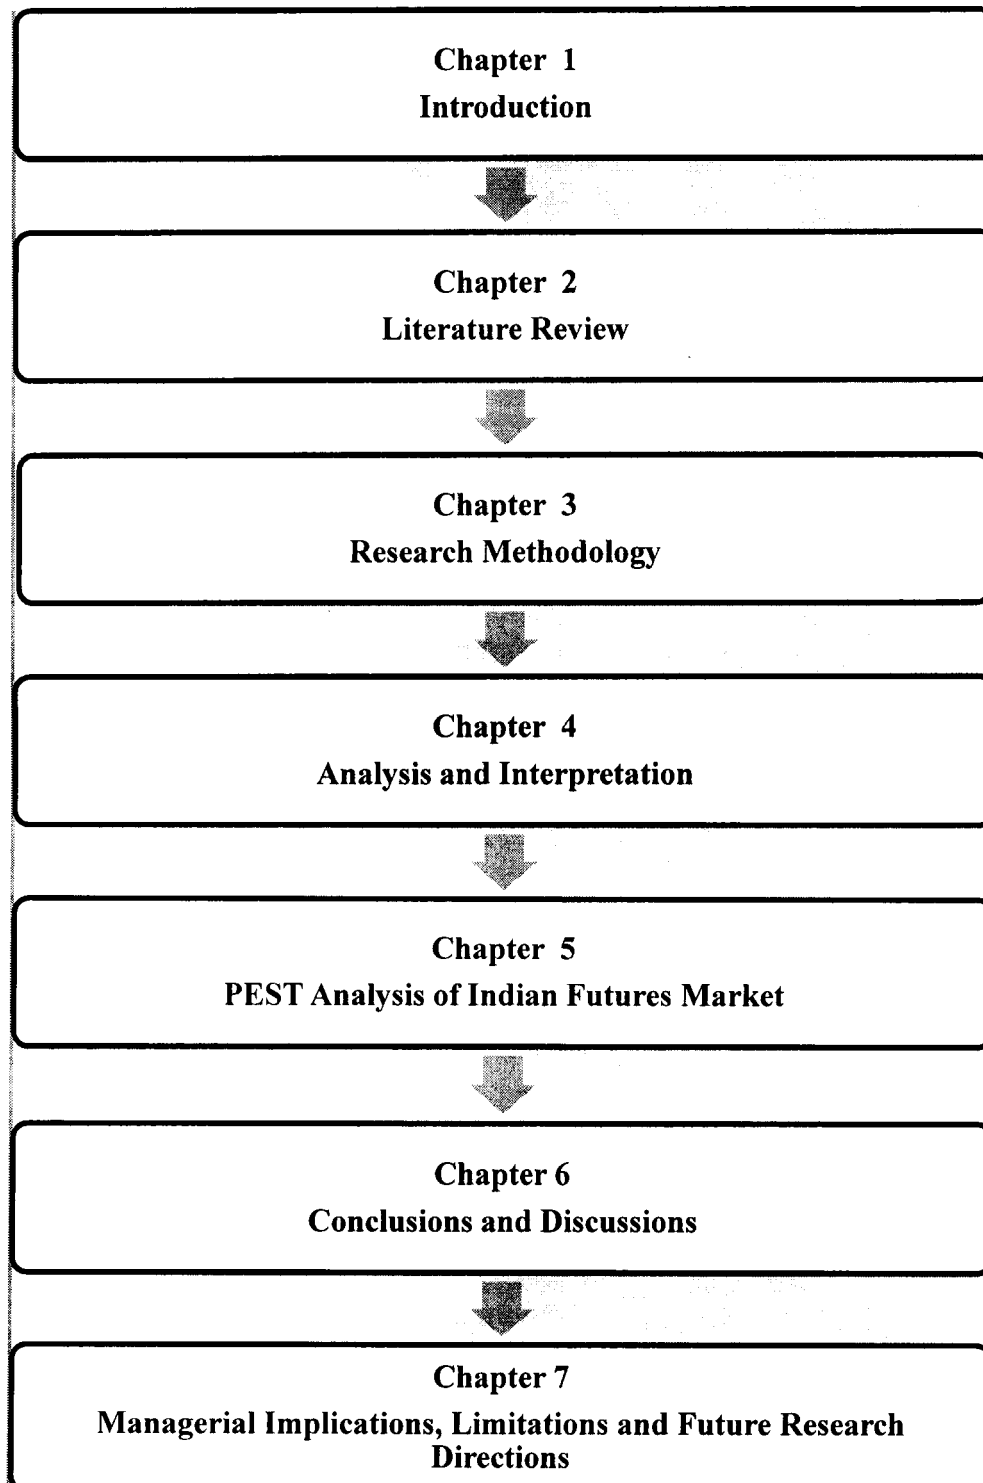 Chapter 1
Introduction
Chapter 2
Literature Review
Chapter 3
Research Methodology
Chapter 4
Analysis and Interpretation
Chapter 5
PEST Analysis of Indian Futures Market
Chapter 6
Conclusions and Discussions
Chapter 7
Managerial Implications, Limitations and Future Research
Directions